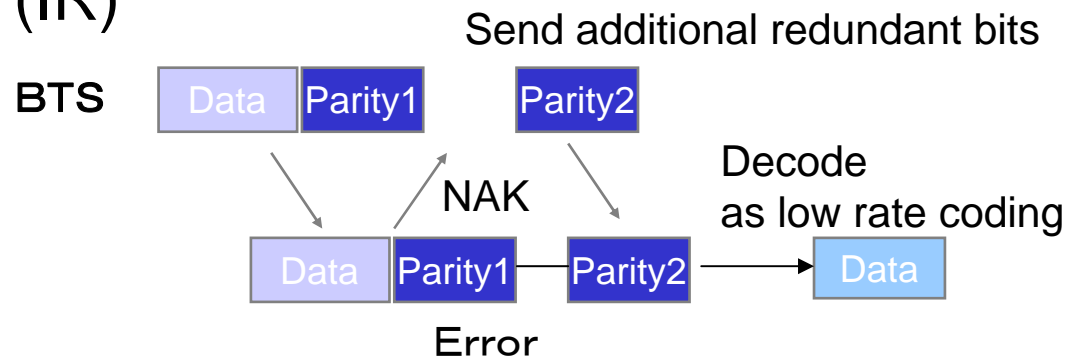 (IR)
Send additional redundant bits
BTS Data Parity1 Parity2
NAK
Decode
as low rate coding
Data Parity1 Parity2 Data
Error